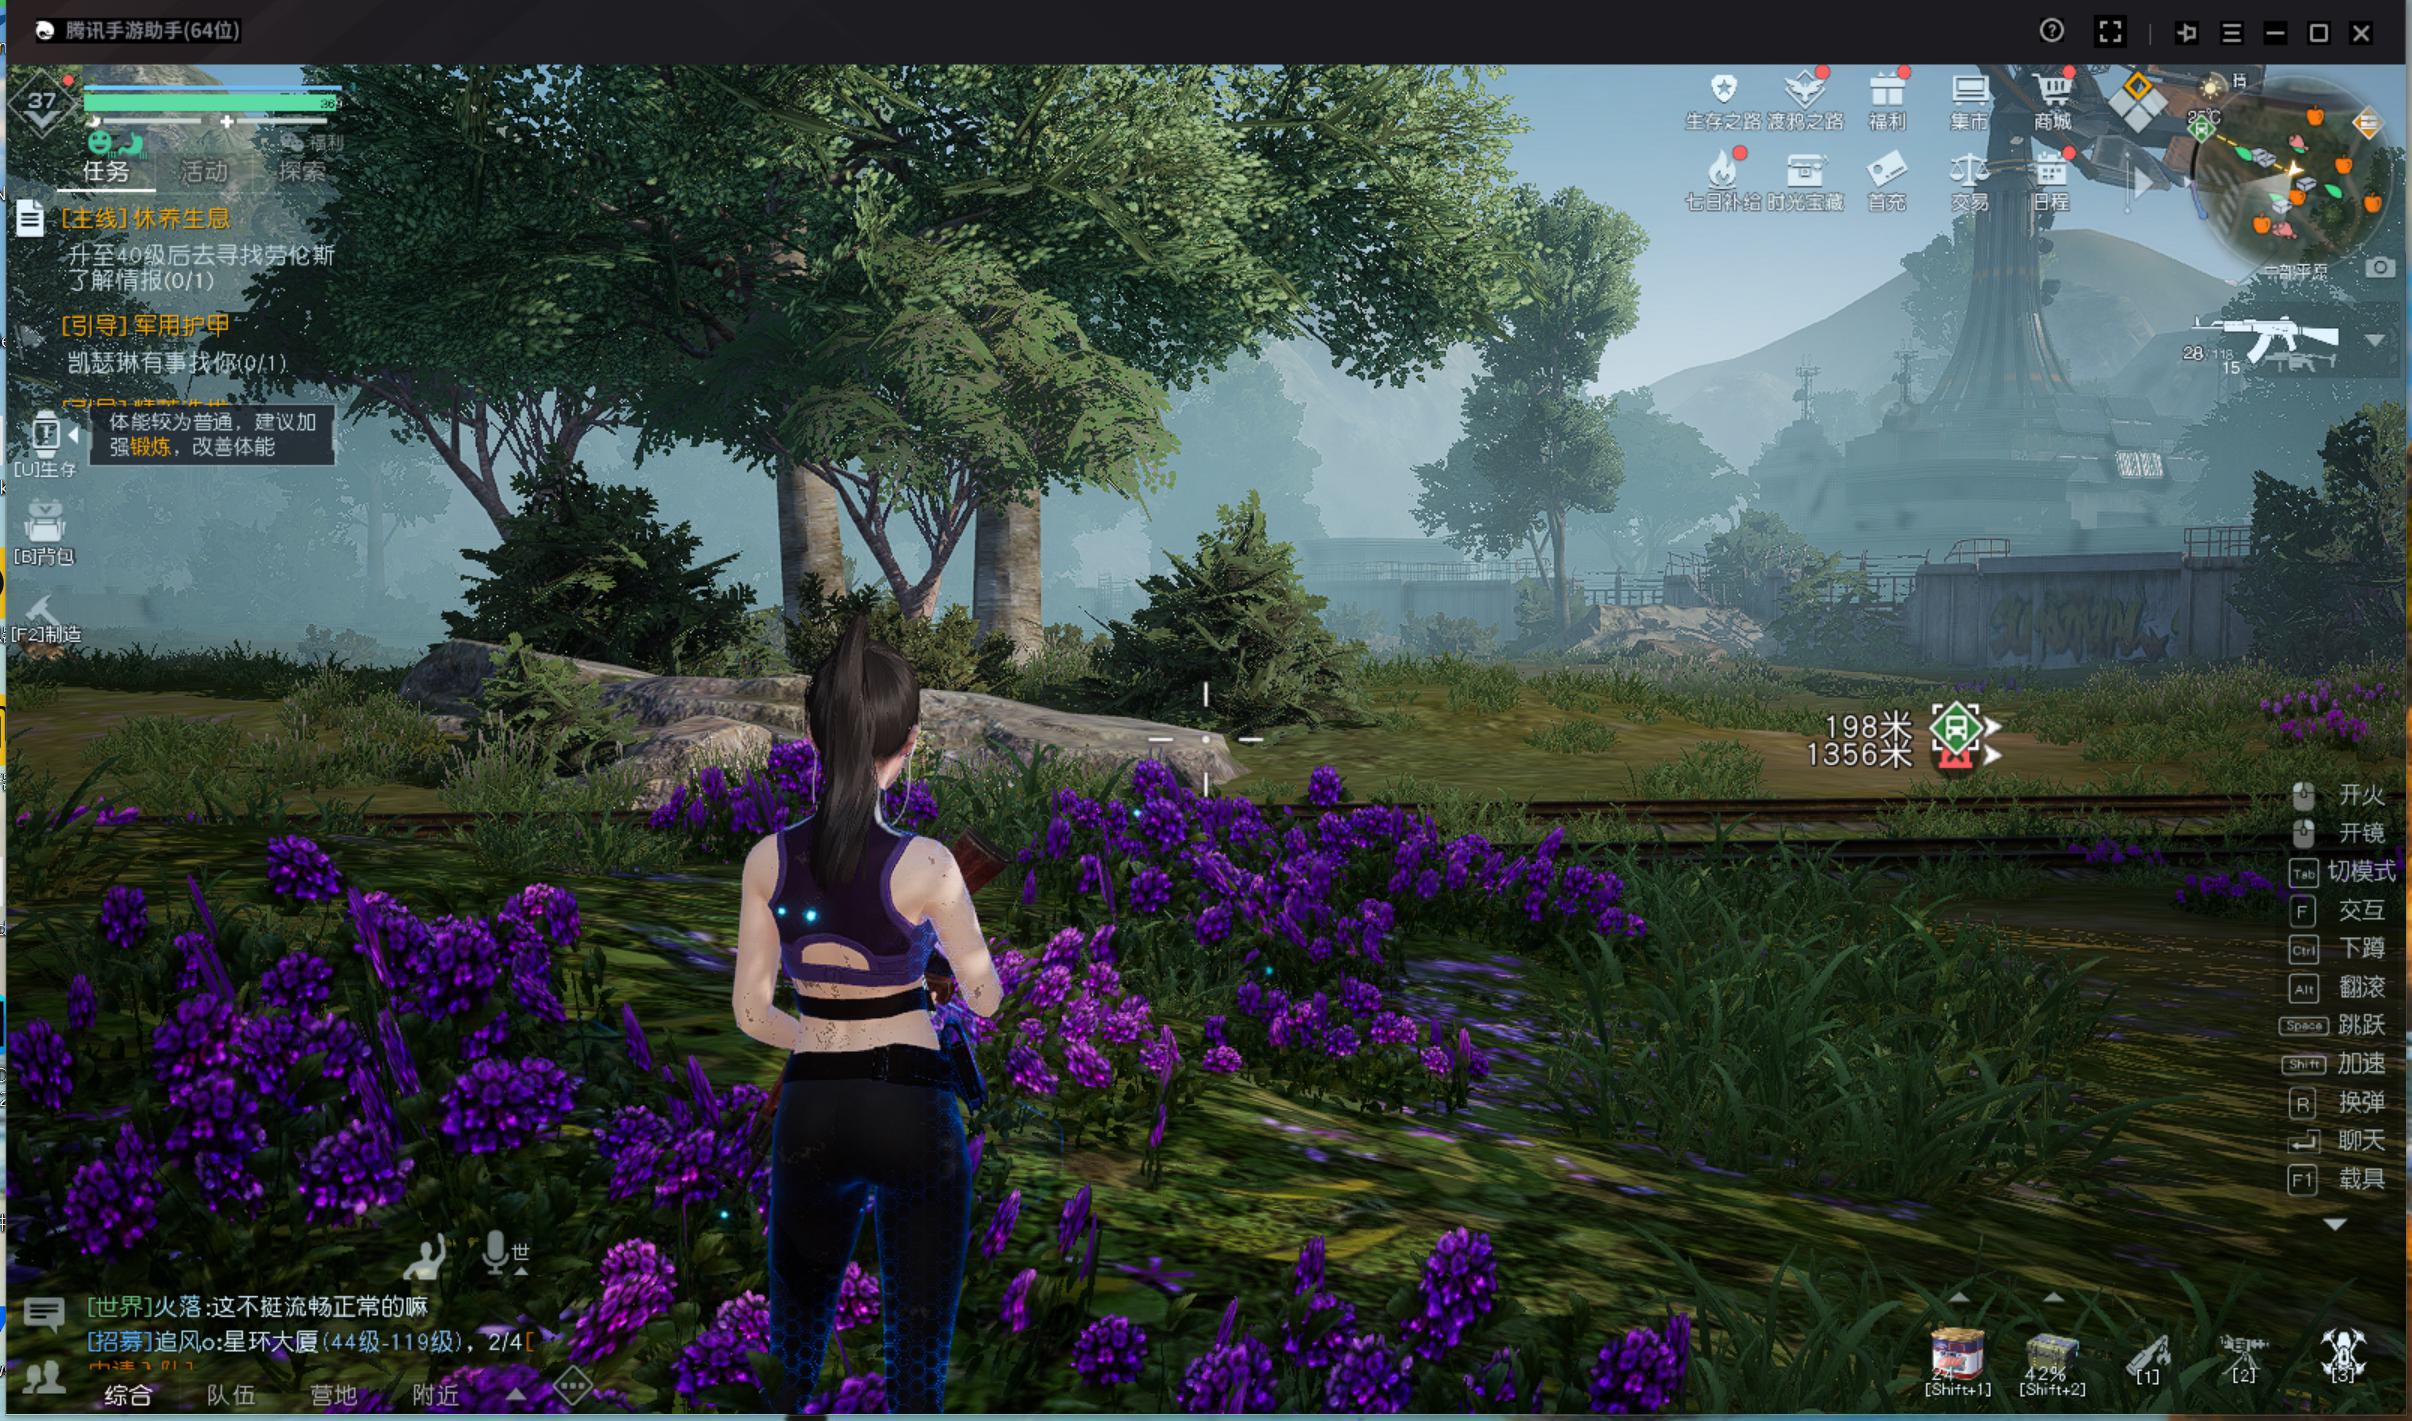 腾讯手游助手(64位)
37
福利
任务 活动 探索
[主线] 休养生息
升至40级后去寻找劳伦斯
了解情报(0/1)
[引导] 军用护甲
凯瑟琳有事找你(0/1)
体能较为普通，建议加
强锻炼，改善体能
[U]生存
[B]背包
[F2]制造
生存之路 渡鸦之路 福利 集市 商城
七日补给 时光宝藏 首充 交易 日程
晴
28/118
15
198米
1356米
开火
开镜
Tab 切模式
F 交互
Ctrl 下蹲
Alt 翻滚
Space 跳跃
Shift 加速
R 换弹
聊天
F1 载具
世
[世界]火落:这不挺流畅正常的嘛
[招募]追风o:星环大厦(44级-119级)，2/4[
申请入队]
综合 队伍 营地 附近
24 42%
[Shift+1] [Shift+2] [1] [2] [3]